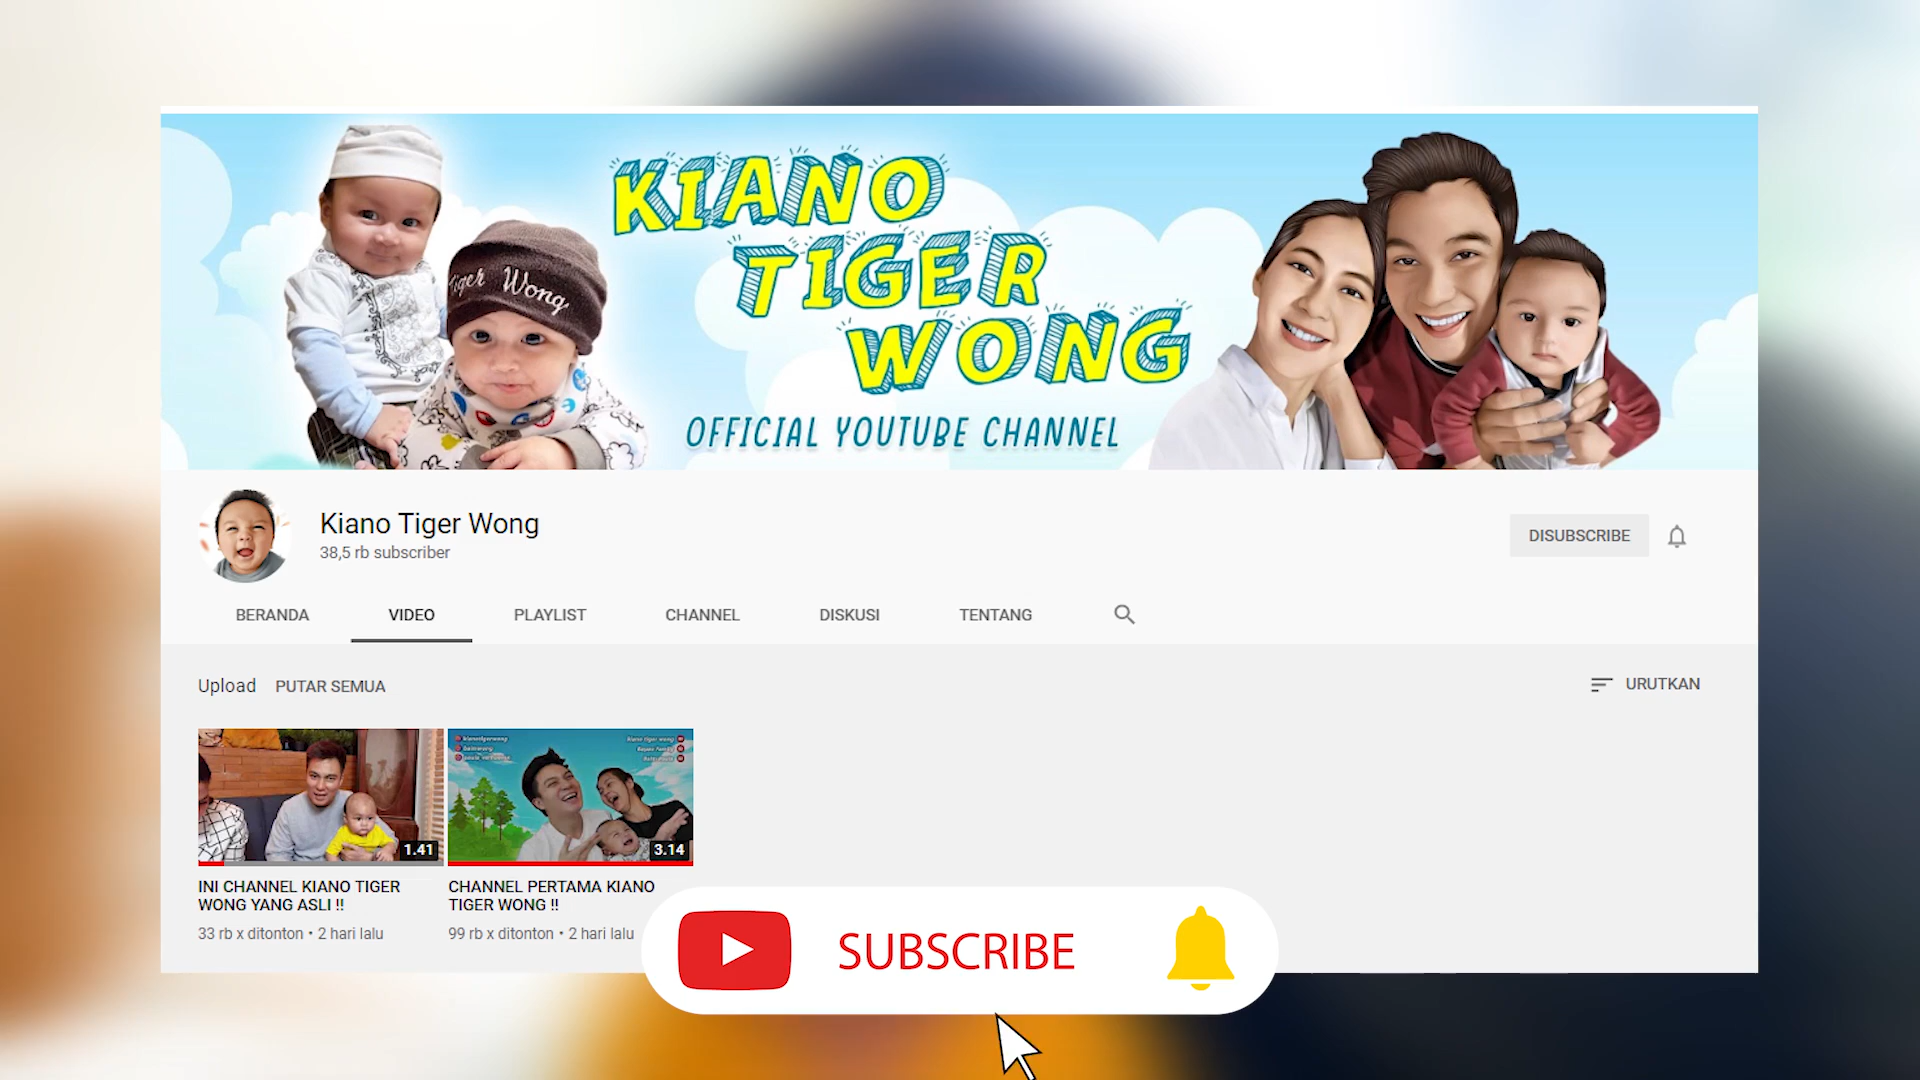 KIANO
TIGER
WONG
OFFICIAL YOUTUBE CHANNEL
Tiger Wong
Kiano Tiger Wong
38,5 rb subscriber
DISUBSCRIBE
BERANDA VIDEO PLAYLIST CHANNEL DISKUSI TENTANG
Upload PUTAR SEMUA
URUTKAN
1.41
3.14
INI CHANNEL KIANO TIGER
WONG YANG ASLI !!
33 rb x ditonton • 2 hari lalu
CHANNEL PERTAMA KIANO
TIGER WONG !!
99 rb x ditonton • 2 hari lalu
SUBSCRIBE